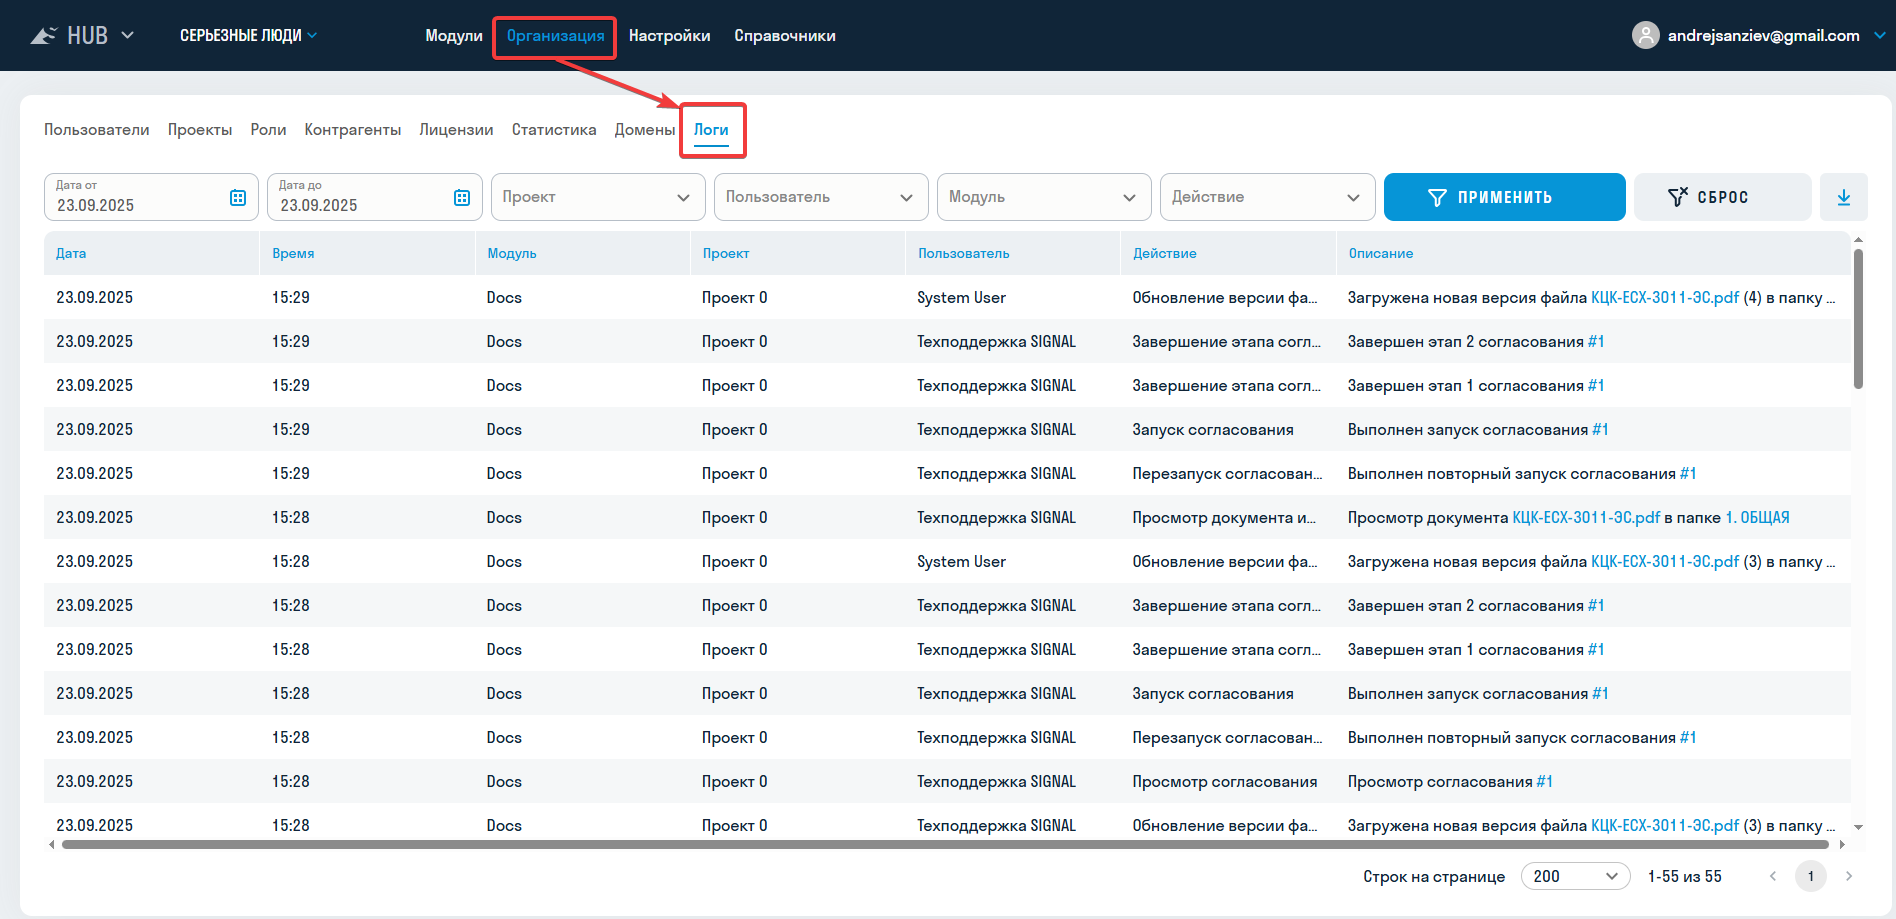 HUB СЕРЬЕЗНЫЕ ЛЮДИ Модули Организация Настройки Справочники andrejsanziev@gmail.com
Пользователи Проекты Роли Контрагенты Лицензии Статистика Домены Логи
Дата от 23.09.2025 Дата до 23.09.2025 Проект Пользователь Модуль Действие ПРИМЕНИТЬ СБРОС
Дата Время Модуль Проект Пользователь Действие Описание
23.09.2025 15:29 Docs Проект 0 System User Обновление версии фа... Загружена новая версия файла КЦК-ЕСХ-3011-ЭС.pdf (4) в папку ...
23.09.2025 15:29 Docs Проект 0 Техподдержка SIGNAL Завершение этапа согл... Завершен этап 2 согласования #1
23.09.2025 15:29 Docs Проект 0 Техподдержка SIGNAL Завершение этапа согл... Завершен этап 1 согласования #1
23.09.2025 15:29 Docs Проект 0 Техподдержка SIGNAL Запуск согласования Выполнен запуск согласования #1
23.09.2025 15:29 Docs Проект 0 Техподдержка SIGNAL Перезапуск согласован... Выполнен повторный запуск согласования #1
23.09.2025 15:28 Docs Проект 0 Техподдержка SIGNAL Просмотр документа и... Просмотр документа КЦК-ЕСХ-3011-ЭС.pdf в папке 1. ОБЩАЯ
23.09.2025 15:28 Docs Проект 0 System User Обновление версии фа... Загружена новая версия файла КЦК-ЕСХ-3011-ЭС.pdf (3) в папку ...
23.09.2025 15:28 Docs Проект 0 Техподдержка SIGNAL Завершение этапа согл... Завершен этап 2 согласования #1
23.09.2025 15:28 Docs Проект 0 Техподдержка SIGNAL Завершение этапа согл... Завершен этап 1 согласования #1
23.09.2025 15:28 Docs Проект 0 Техподдержка SIGNAL Запуск согласования Выполнен запуск согласования #1
23.09.2025 15:28 Docs Проект 0 Техподдержка SIGNAL Перезапуск согласован... Выполнен повторный запуск согласования #1
23.09.2025 15:28 Docs Проект 0 Техподдержка SIGNAL Просмотр согласования Просмотр согласования #1
23.09.2025 15:28 Docs Проект 0 Техподдержка SIGNAL Обновление версии фа... Загружена новая версия файла КЦК-ЕСХ-3011-ЭС.pdf (3) в папку ...
Строк на странице 200 1-55 из 55 1